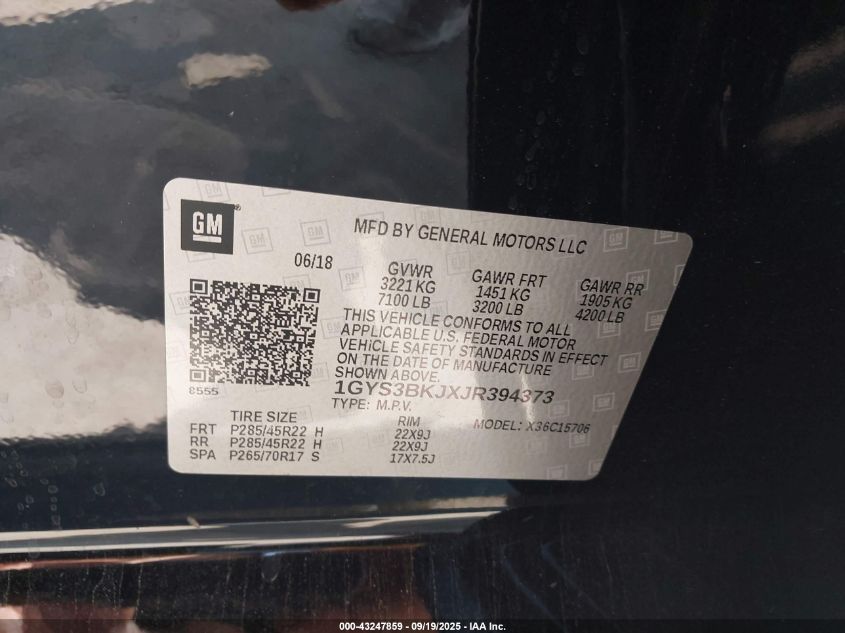 GM
MFD BY GENERAL MOTORS LLC
06/18
GVWR
3221 KG
7100 LB
GAWR FRT
1451 KG
3200 LB
GAWR RR
1905 KG
4200 LB
THIS VEHICLE CONFORMS TO ALL
APPLICABLE U.S. FEDERAL MOTOR
VEHICLE SAFETY STANDARDS IN EFFECT
ON THE DATE OF MANUFACTURE
SHOWN ABOVE.
8555
1GYS3BKJXJR394373
TYPE: M.P.V.
MODEL: X36C15706
TIRE SIZE RIM
FRT P285/45R22 H 22X9J
RR P285/45R22 H 22X9J
SPA P265/70R17 S 17X7.5J
000-43247859 - 09/19/2025 - IAA Inc.